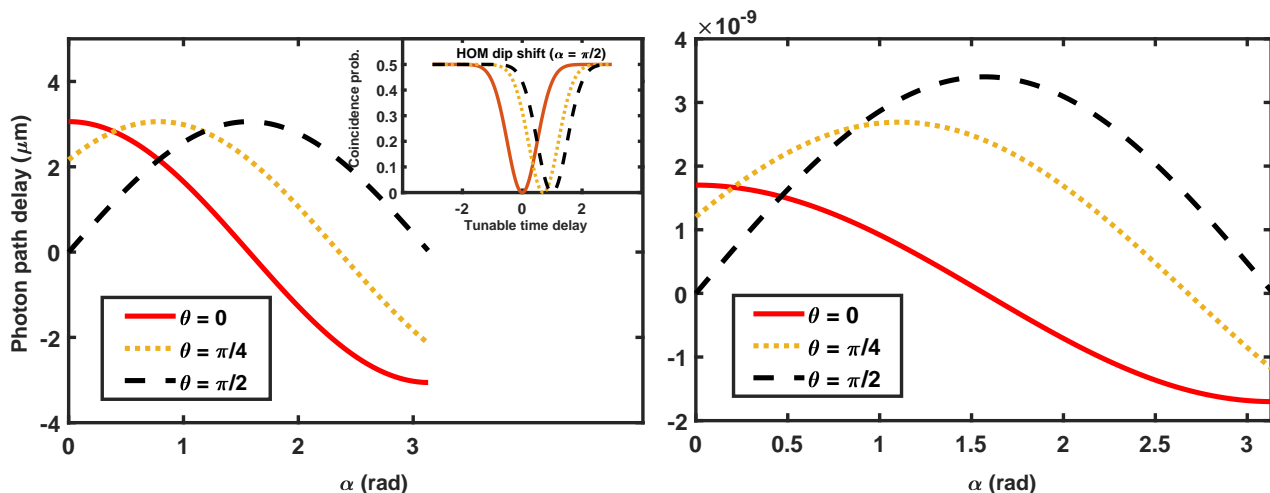 Photon path delay (μm)
4
2
0
-2
-4
0
1
2
3
α (rad)
θ = 0
θ = π/4
θ = π/2
HOM dip shift (α = π/2)
Coincidence prob.
0.5
0.4
0.3
0.2
0.1
0
-2
0
2
Tunable time delay
×10⁻⁹
4
3
2
1
0
-1
-2
0
0.5
1
1.5
2
2.5
3
α (rad)
θ = 0
θ = π/4
θ = π/2